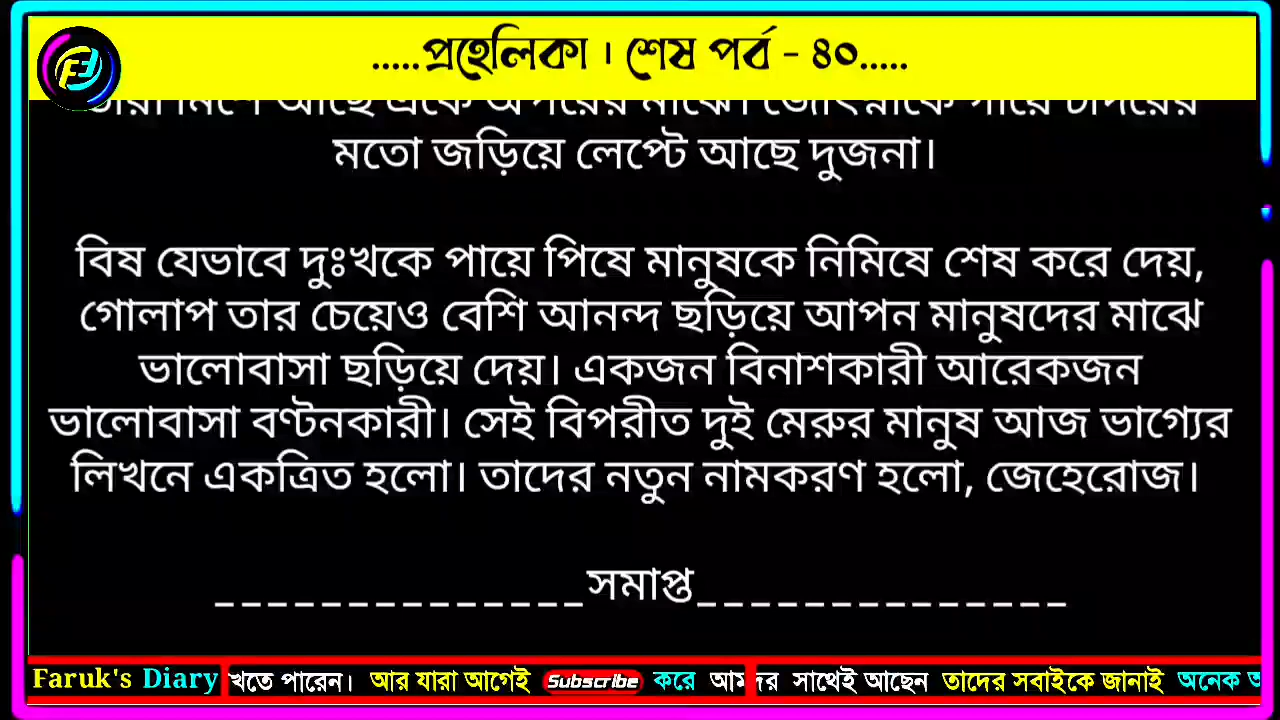 .....প্রহেলিকা । শেষ পর্ব - ৪০.....
মতো জড়িয়ে লেপ্টে আছে দুজনা।
বিষ যেভাবে দুঃখকে পায়ে পিষে মানুষকে নিমিষে শেষ করে দেয়,
গোলাপ তার চেয়েও বেশি আনন্দ ছড়িয়ে আপন মানুষদের মাঝে
ভালোবাসা ছড়িয়ে দেয়। একজন বিনাশকারী আরেকজন
ভালোবাসা বণ্টনকারী। সেই বিপরীত দুই মেরুর মানুষ আজ ভাগ্যের
লিখনে একত্রিত হলো। তাদের নতুন নামকরণ হলো, জেহেরোজ।
______________সমাপ্ত______________
Faruk's Diary খতে পারেন। আর যারা আগেই Subscribe করে আমাদের সাথেই আছেন তাদের সবাইকে জানাই অনেক